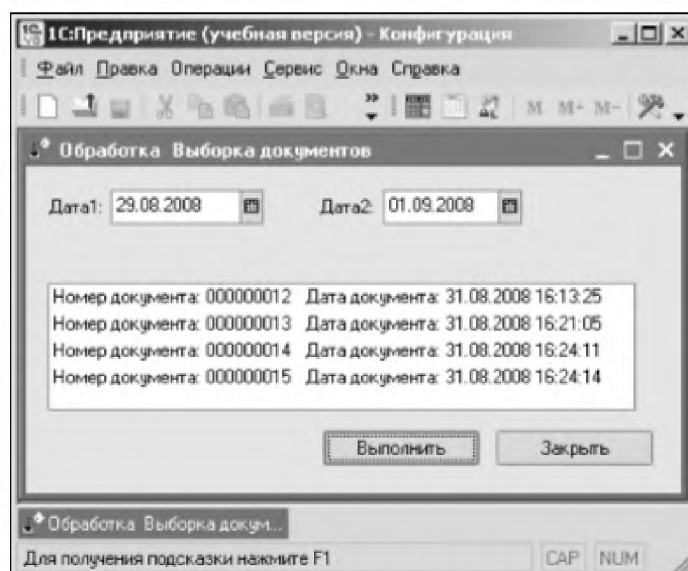 1С:Предприятие (учебная версия) - Конфигурация
Файл Правка Операции Сервис Окна Справка
M M+ M-
Обработка Выборка документов
Дата1: 29.08.2008 Дата2: 01.09.2008
Номер документа: 000000012 Дата документа: 31.08.2008 16:13:25
Номер документа: 000000013 Дата документа: 31.08.2008 16:21:05
Номер документа: 000000014 Дата документа: 31.08.2008 16:24:11
Номер документа: 000000015 Дата документа: 31.08.2008 16:24:14
Выполнить Закрыть
Обработка Выборка докум...
Для получения подсказки нажмите F1 CAP NUM